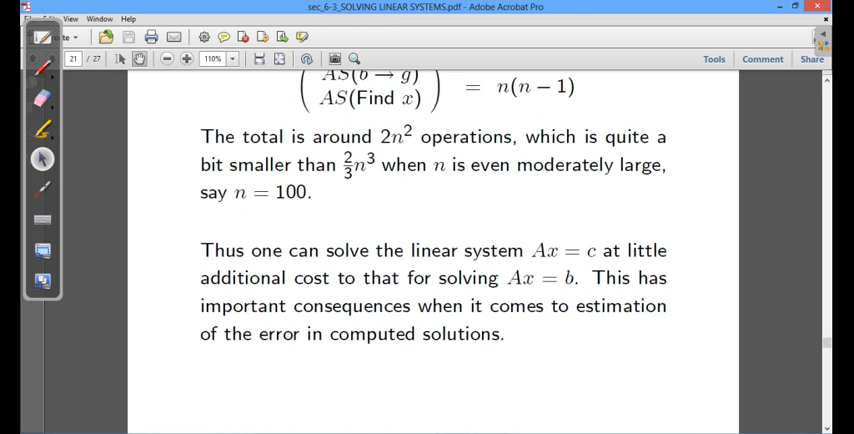 sec_6-3_SOLVING LINEAR SYSTEMS.pdf - Adobe Acrobat Pro
View Window Help
21 / 27 110% Tools Comment Share
AS(b → g)
AS(Find x) = n(n − 1)
The total is around 2n² operations, which is quite a
bit smaller than 2/3 n³ when n is even moderately large,
say n = 100.
Thus one can solve the linear system Ax = c at little
additional cost to that for solving Ax = b. This has
important consequences when it comes to estimation
of the error in computed solutions.